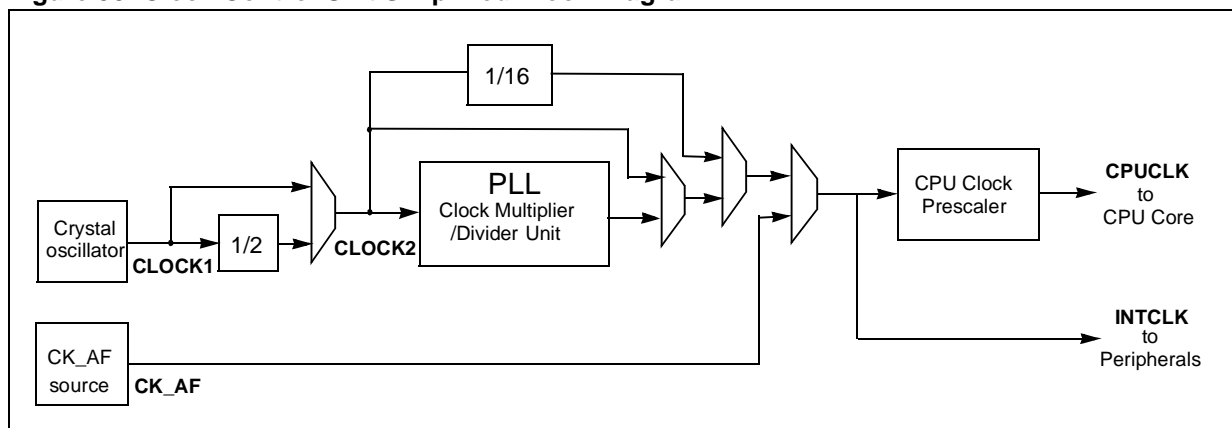 1/16
PLL
Clock Multiplier
/Divider Unit
CPU Clock
Prescaler
CPUCLK
to
CPU Core
Crystal
oscillator
CLOCK1
1/2
CLOCK2
INTCLK
to
Peripherals
CK_AF
source
CK_AF